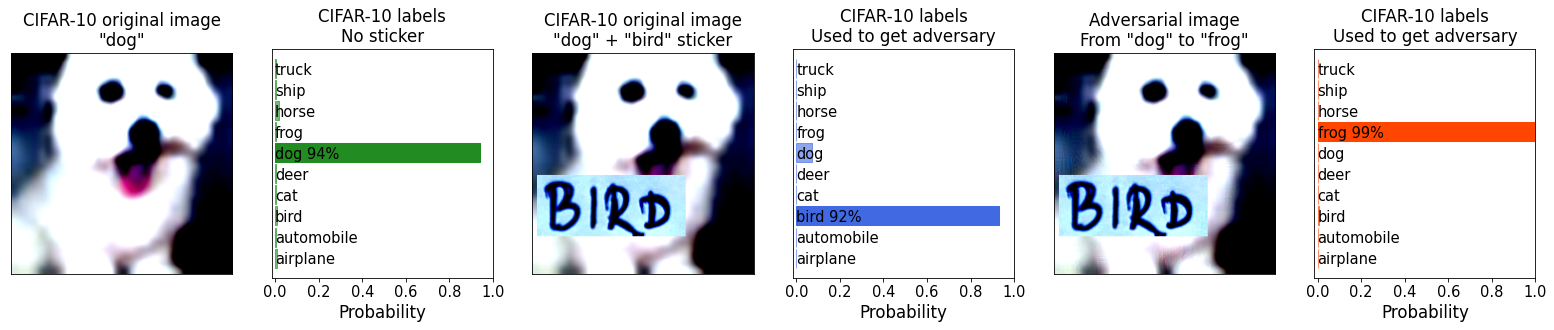 CIFAR-10 original image
"dog"
CIFAR-10 labels
No sticker
truck
ship
horse
frog
dog 94%
deer
cat
bird
automobile
airplane
0.0 0.2 0.4 0.6 0.8 1.0
Probability
CIFAR-10 original image
"dog" + "bird" sticker
BIRD
CIFAR-10 labels
Used to get adversary
truck
ship
horse
frog
dog
deer
cat
bird 92%
automobile
airplane
0.0 0.2 0.4 0.6 0.8 1.0
Probability
Adversarial image
From "dog" to "frog"
BIRD
CIFAR-10 labels
Used to get adversary
truck
ship
horse
frog 99%
dog
deer
cat
bird
automobile
airplane
0.0 0.2 0.4 0.6 0.8 1.0
Probability